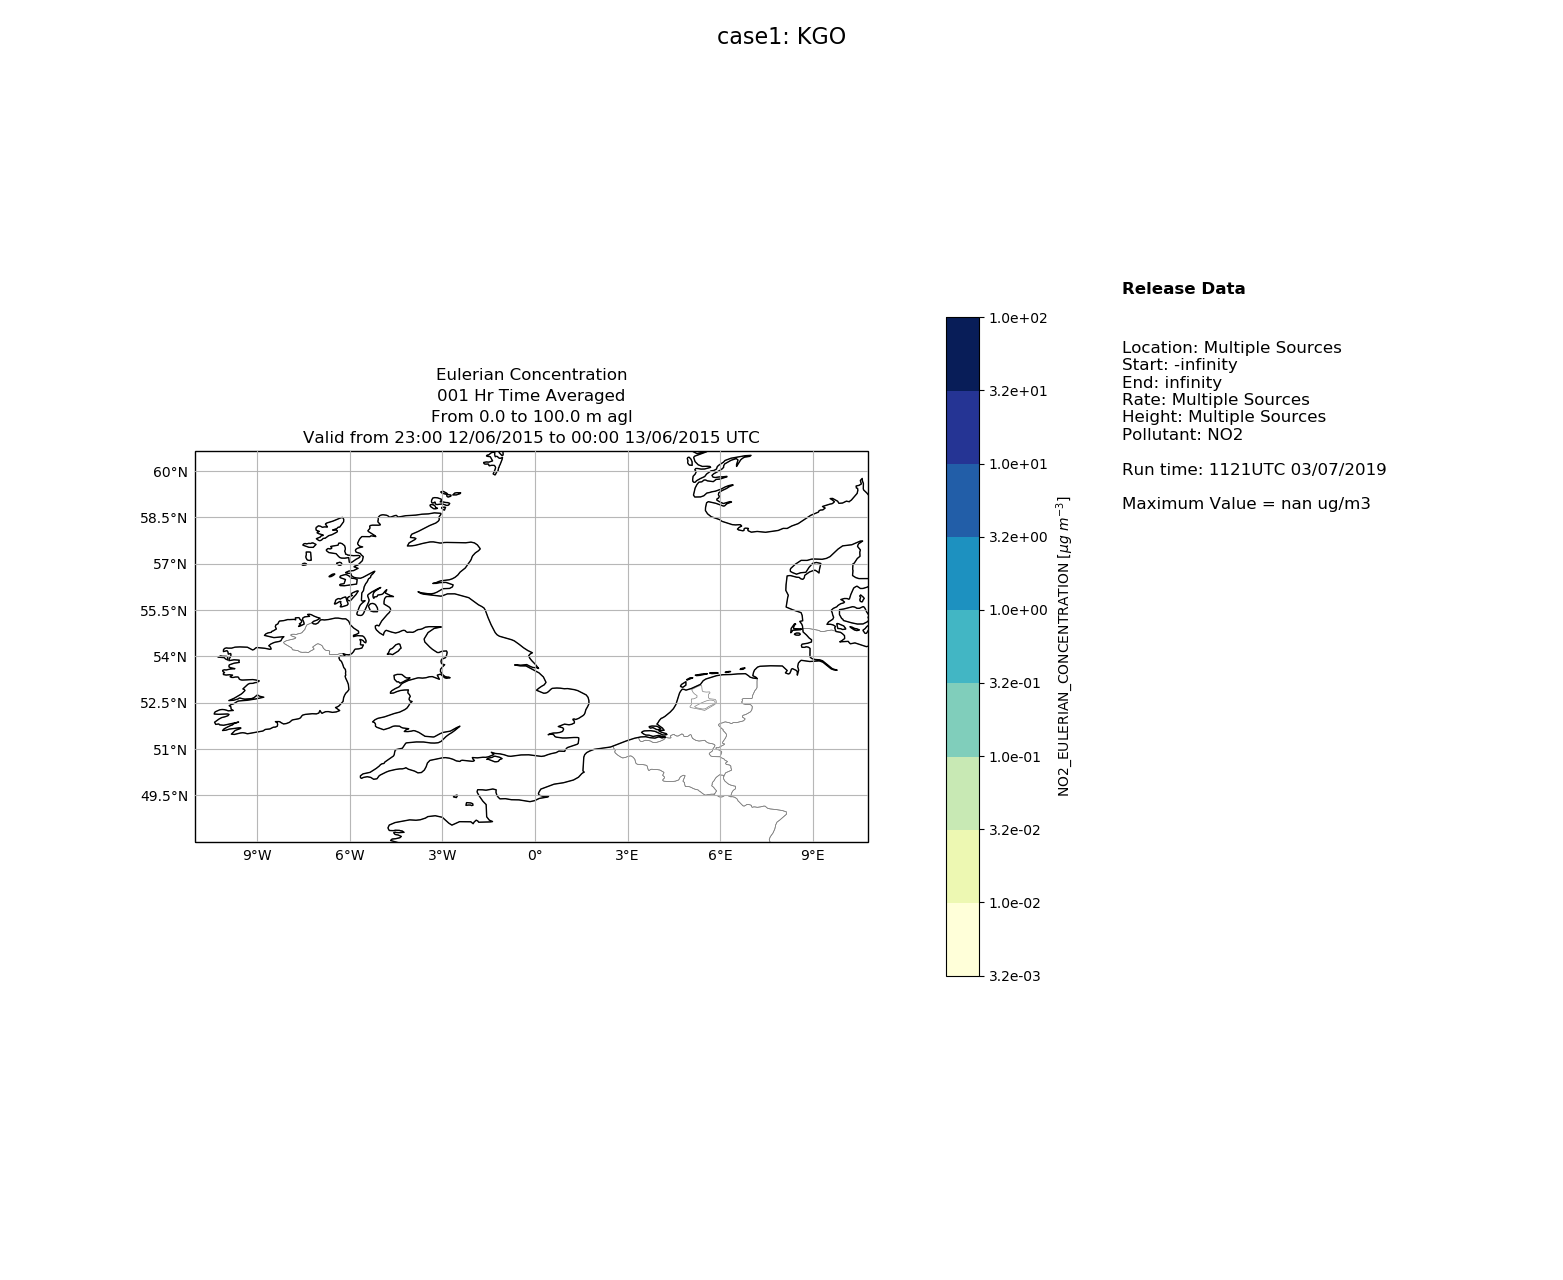 case1: KGO
Eulerian Concentration
001 Hr Time Averaged
From 0.0 to 100.0 m agl
Valid from 23:00 12/06/2015 to 00:00 13/06/2015 UTC
60°N
58.5°N
57°N
55.5°N
54°N
52.5°N
51°N
49.5°N
9°W
6°W
3°W
0°
3°E
6°E
9°E
1.0e+02
3.2e+01
1.0e+01
3.2e+00
1.0e+00
3.2e-01
1.0e-01
3.2e-02
1.0e-02
3.2e-03
NO2_EULERIAN_CONCENTRATION [µg m⁻³]
Release Data
Location: Multiple Sources
Start: -infinity
End: infinity
Rate: Multiple Sources
Height: Multiple Sources
Pollutant: NO2
Run time: 1121UTC 03/07/2019
Maximum Value = nan ug/m3